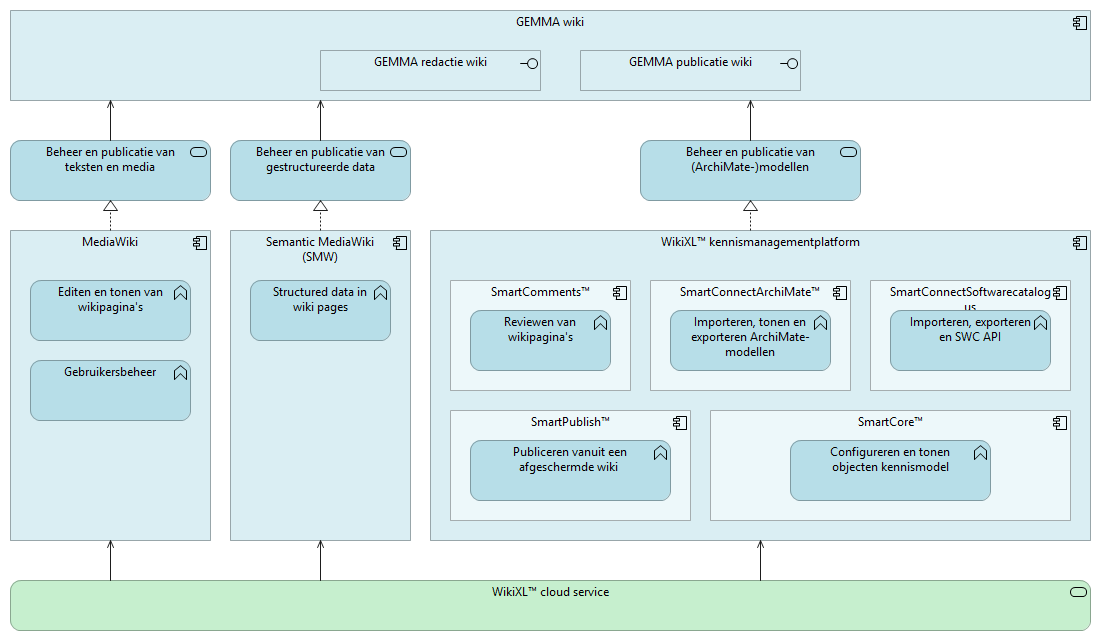 GEMMA wiki
GEMMA redactie wiki
GEMMA publicatie wiki
Beheer en publicatie van
teksten en media
Beheer en publicatie van
gestructureerde data
Beheer en publicatie van
(ArchiMate-)modellen
MediaWiki
Editen en tonen van
wikipagina's
Gebruikersbeheer
Semantic MediaWiki
(SMW)
Structured data in
wiki pages
WikiXL™ kennismanagementplatform
SmartComments™
Reviewen van
wikipagina's
SmartConnectArchiMate™
Importeren, tonen en
exporteren ArchiMate-
modellen
SmartConnectSoftwarecatalog
us
Importeren, exporteren
en SWC API
SmartPublish™
Publiceren vanuit een
afgeschermde wiki
SmartCore™
Configureren en tonen
objecten kennismodel
WikiXL™ cloud service